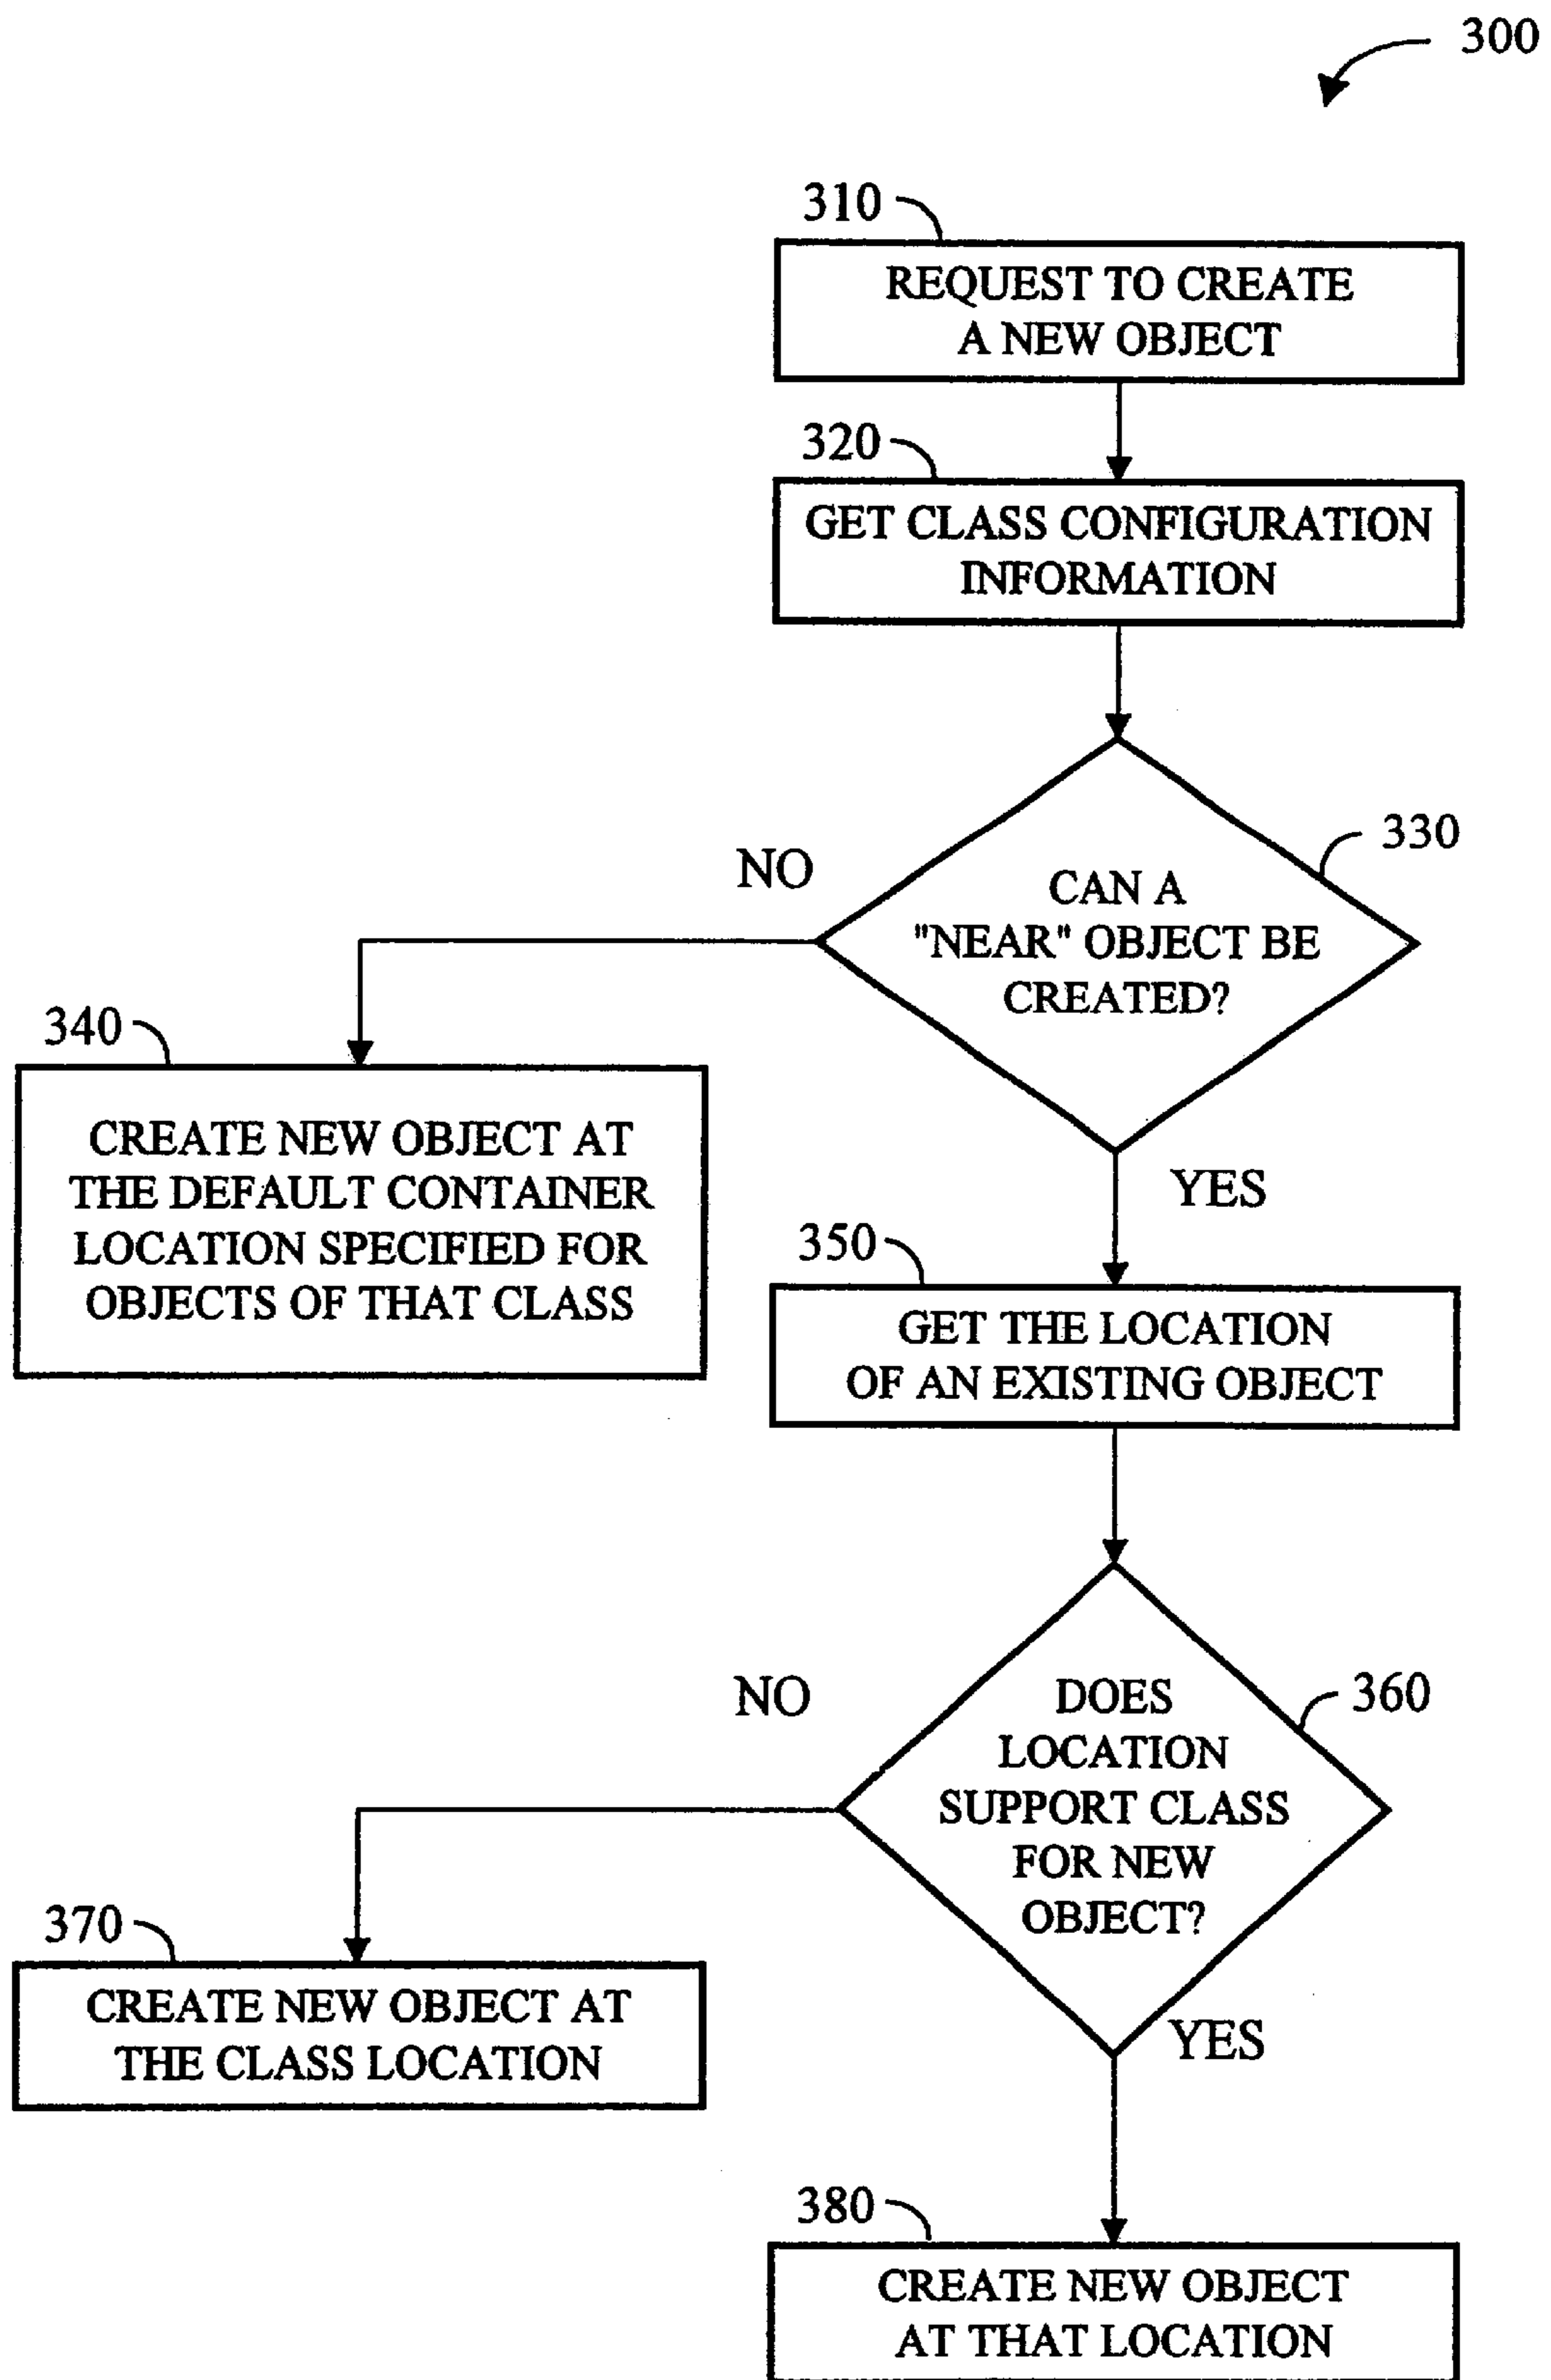 300
310
REQUEST TO CREATE
A NEW OBJECT
320
GET CLASS CONFIGURATION
INFORMATION
330
CAN A
"NEAR" OBJECT BE
CREATED?
NO
340
CREATE NEW OBJECT AT
THE DEFAULT CONTAINER
LOCATION SPECIFIED FOR
OBJECTS OF THAT CLASS
YES
350
GET THE LOCATION
OF AN EXISTING OBJECT
360
DOES
LOCATION
SUPPORT CLASS
FOR NEW
OBJECT?
NO
370
CREATE NEW OBJECT AT
THE CLASS LOCATION
YES
380
CREATE NEW OBJECT
AT THAT LOCATION